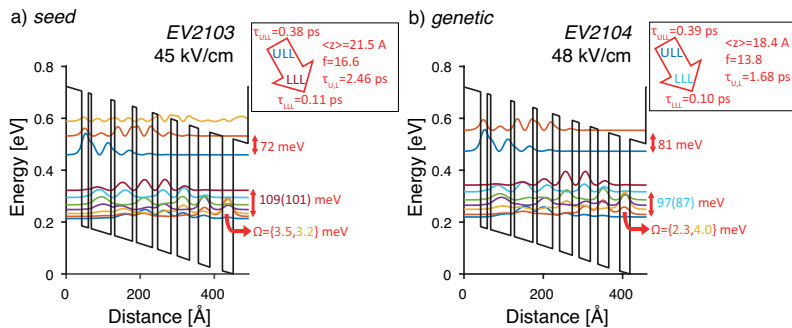 a) seed
EV2103
45 kV/cm
τULL=0.38 ps
ULL
LLL
τLLL=0.11 ps
<z>=21.5 A
f=16.6
τU,L=2.46 ps
0.8
0.6
0.4
0.2
0
Energy [eV]
72 meV
109(101) meV
Ω={3.5,3.2} meV
0 200 400
Distance [Å]
b) genetic
EV2104
48 kV/cm
τULL=0.39 ps
ULL
LLL
τLLL=0.10 ps
<z>=18.4 A
f=13.8
τU,L=1.68 ps
0.8
0.6
0.4
0.2
0
Energy [eV]
81 meV
97(87) meV
Ω={2.3,4.0} meV
0 200 400
Distance [Å]